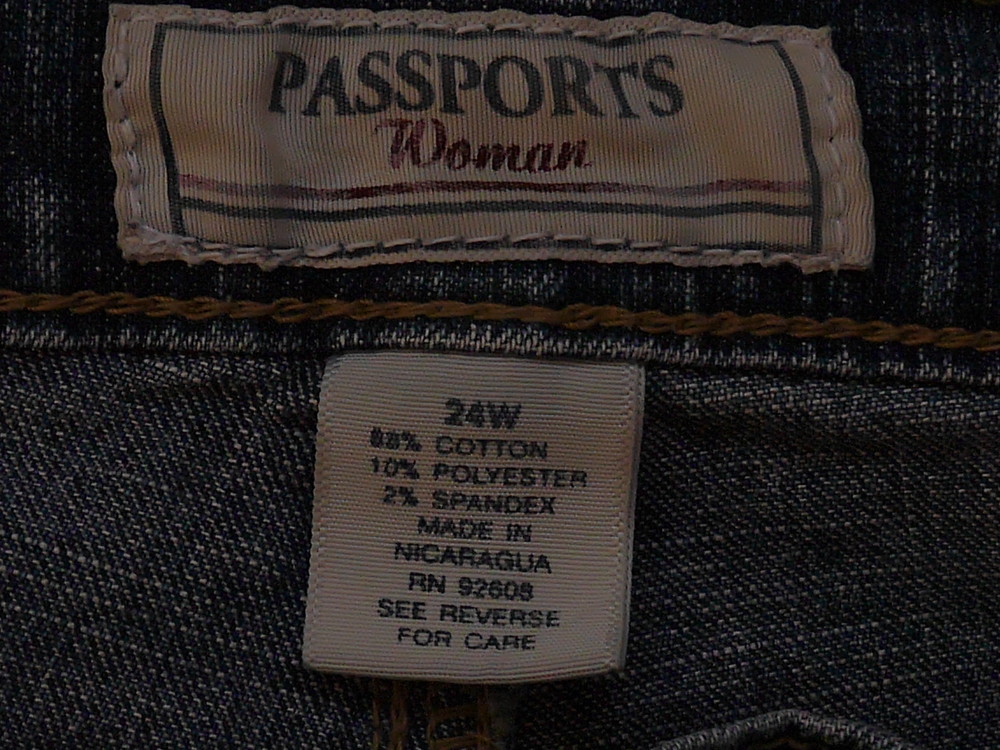 PASSPORTS
Woman
24W
88% COTTON
10% POLYESTER
2% SPANDEX
MADE IN
NICARAGUA
RN 92608
SEE REVERSE
FOR CARE